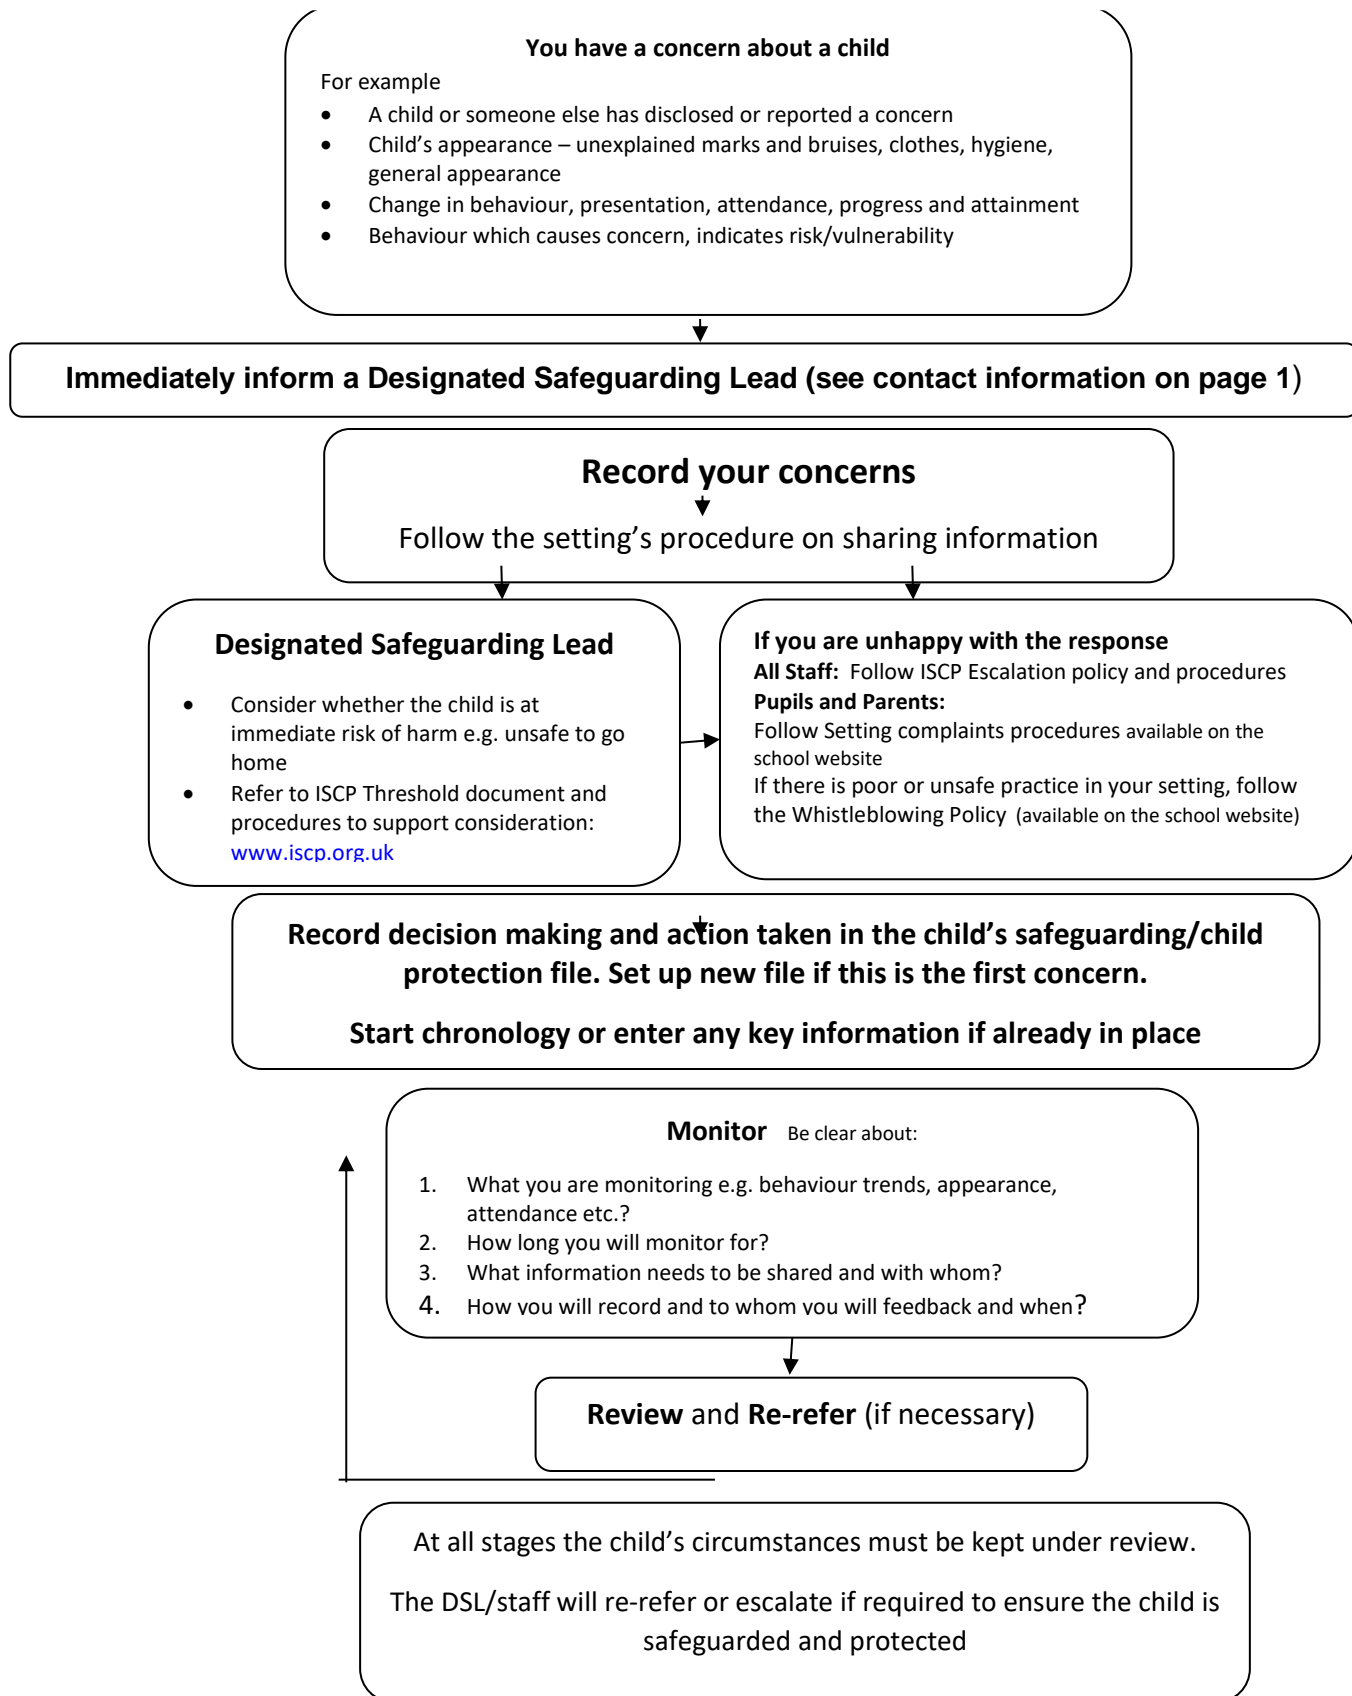 You have a concern about a child
For example
• A child or someone else has disclosed or reported a concern
• Child’s appearance – unexplained marks and bruises, clothes, hygiene,
general appearance
• Change in behaviour, presentation, attendance, progress and attainment
• Behaviour which causes concern, indicates risk/vulnerability
Immediately inform a Designated Safeguarding Lead (see contact information on page 1)
Record your concerns
Follow the setting’s procedure on sharing information
Designated Safeguarding Lead
• Consider whether the child is at
immediate risk of harm e.g. unsafe to go
home
• Refer to ISCP Threshold document and
procedures to support consideration:
www.iscp.org.uk
If you are unhappy with the response
All Staff: Follow ISCP Escalation policy and procedures
Pupils and Parents:
Follow Setting complaints procedures available on the
school website
If there is poor or unsafe practice in your setting, follow
the Whistleblowing Policy (available on the school website)
Record decision making and action taken in the child’s safeguarding/child
protection file. Set up new file if this is the first concern.
Start chronology or enter any key information if already in place
Monitor Be clear about:
1. What you are monitoring e.g. behaviour trends, appearance,
attendance etc.?
2. How long you will monitor for?
3. What information needs to be shared and with whom?
4. How you will record and to whom you will feedback and when?
Review and Re-refer (if necessary)
At all stages the child’s circumstances must be kept under review.
The DSL/staff will re-refer or escalate if required to ensure the child is
safeguarded and protected